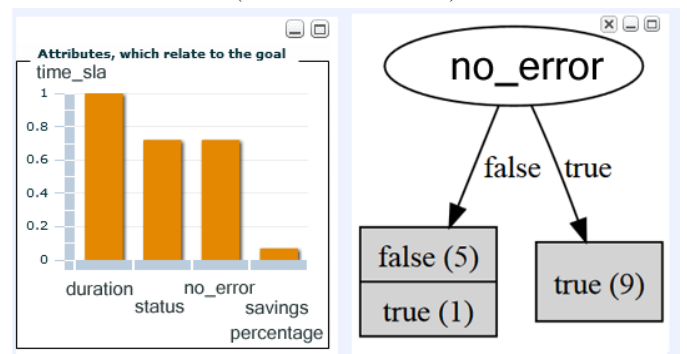 Attributes, which relate to the goal
time_sla
1
0.8
0.6
0.4
0.2
0
duration
status
no_error
savings
percentage
no_error
false
true
false (5)
true (1)
true (9)